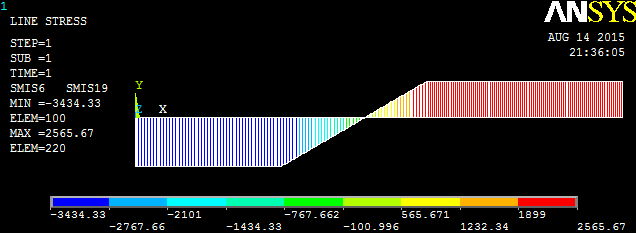 1
ANSYS
LINE STRESS
AUG 14 2015
STEP=1
21:36:05
SUB =1
TIME=1
SMIS6 SMIS19
MIN =-3434.33
ELEM=100
MAX =2565.67
ELEM=220
Y
Z X
-3434.33 -2101 -767.662 565.671 1899
-2767.66 -1434.33 -100.996 1232.34 2565.67